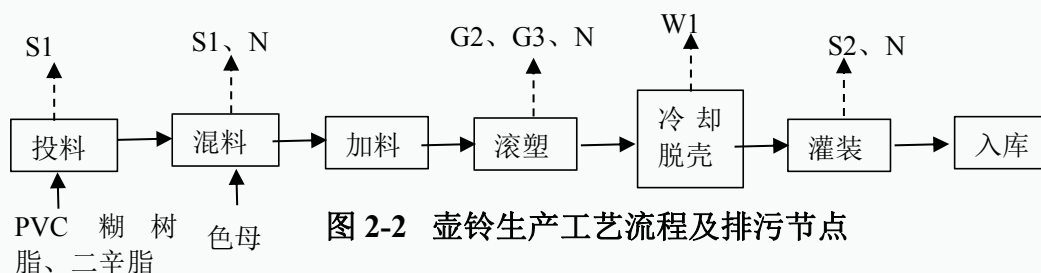 S1
S1、N
G2、G3、N
W1
S2、N
投料
混料
加料
滚塑
冷却
脱壳
灌装
入库
PVC 糊树
脂、二辛脂
色母
图 2-2 壶铃生产工艺流程及排污节点